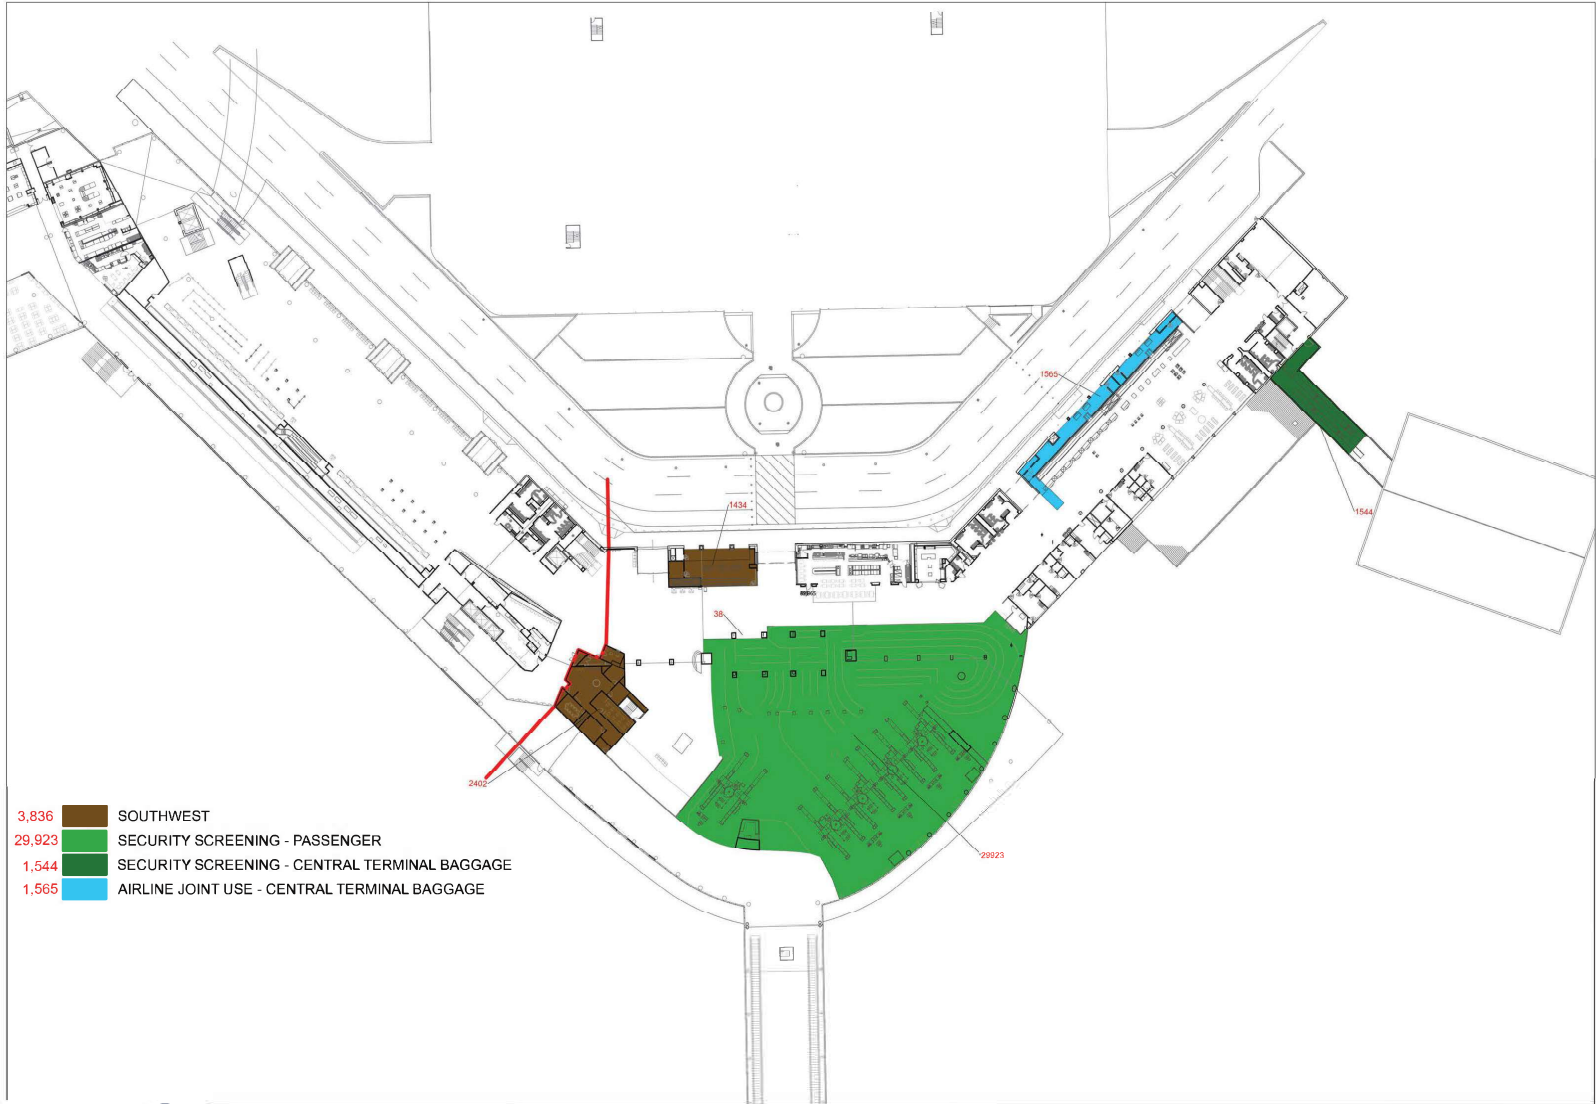 1565
1544
1434
38
2402
29923
3,836 SOUTHWEST
29,923 SECURITY SCREENING - PASSENGER
1,544 SECURITY SCREENING - CENTRAL TERMINAL BAGGAGE
1,565 AIRLINE JOINT USE - CENTRAL TERMINAL BAGGAGE